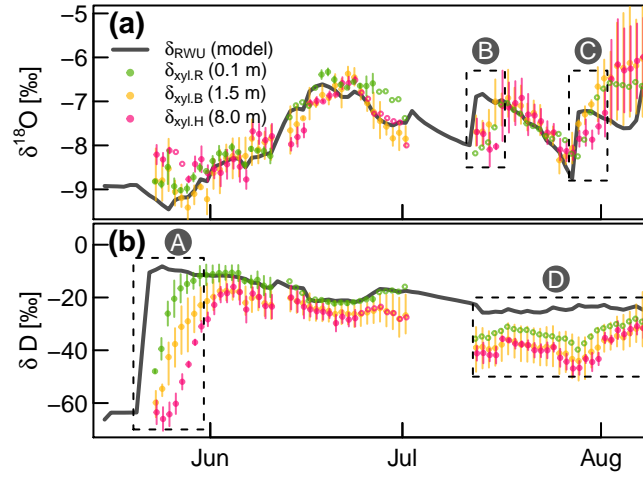 (a)
δRWU (model)
δxyl.R (0.1 m)
δxyl.B (1.5 m)
δxyl.H (8.0 m)
B
C
δ18O [‰]
−5
−6
−7
−8
−9
(b)
A
D
δ D [‰]
0
−20
−40
−60
Jun
Jul
Aug